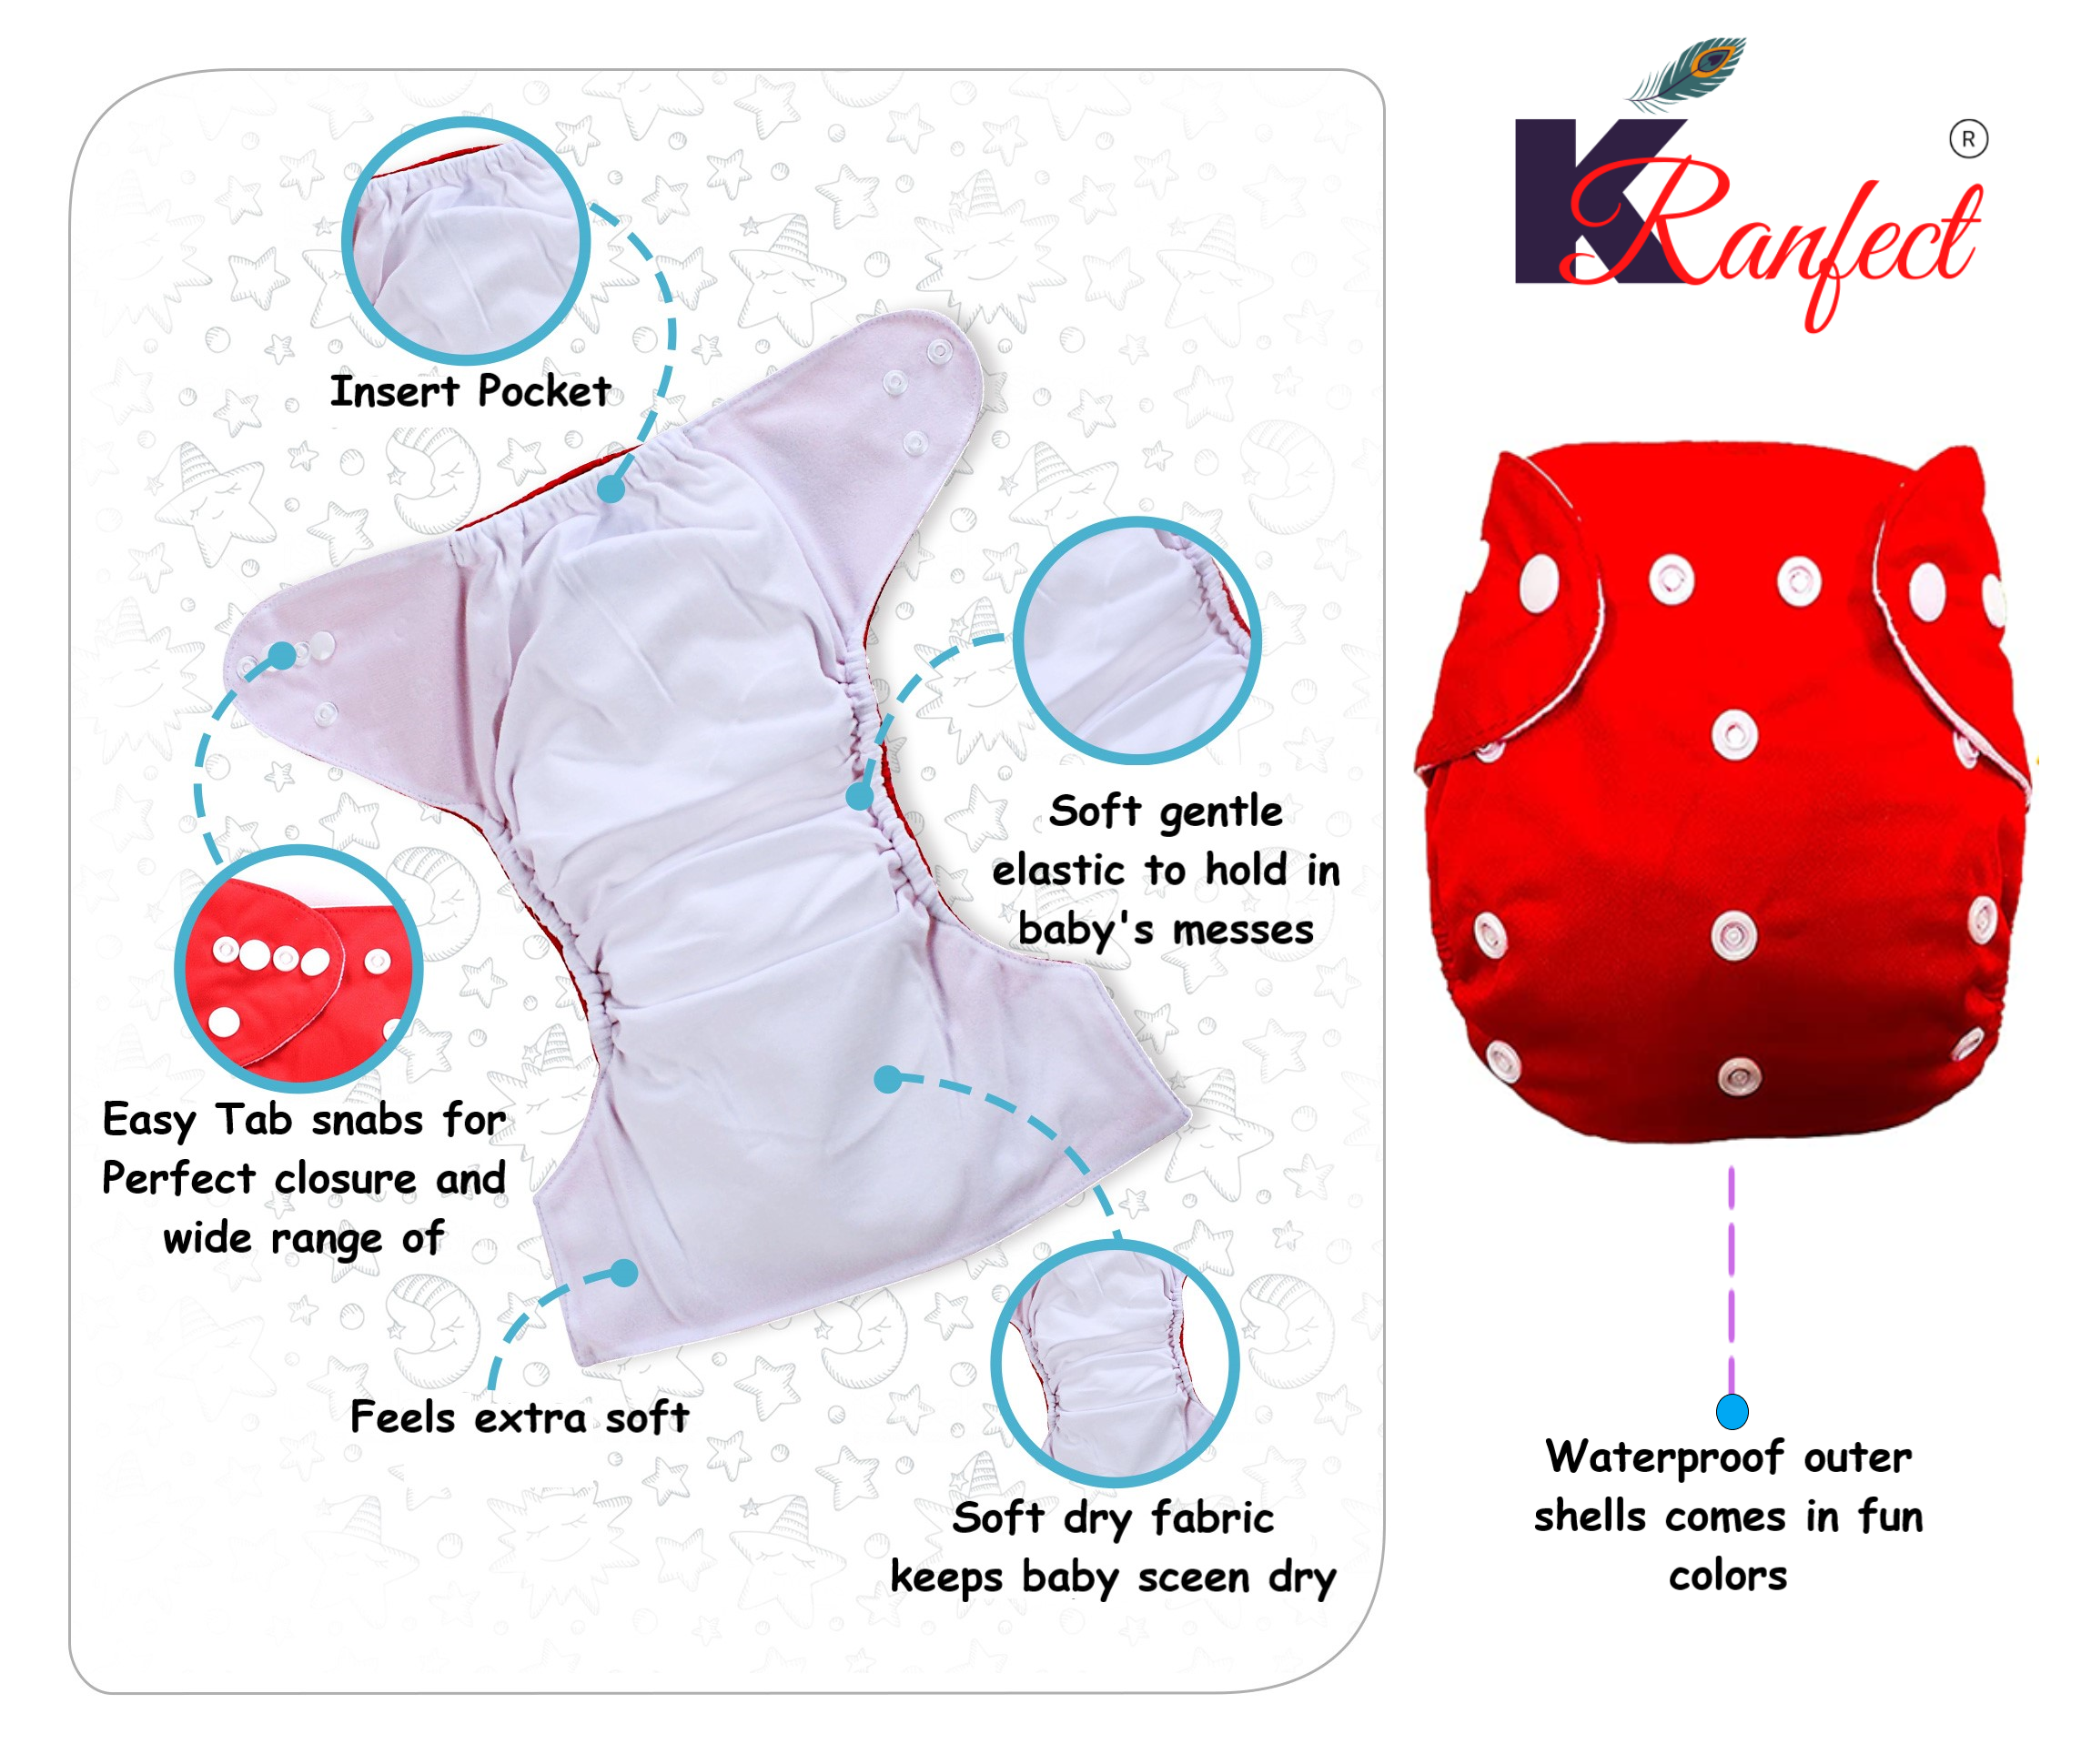 K
Ranfect
®
Insert Pocket
Soft gentle
elastic to hold in
baby's messes
Easy Tab snabs for
Perfect closure and
wide range of
Feels extra soft
Soft dry fabric
keeps baby sceen dry
Waterproof outer
shells comes in fun
colors